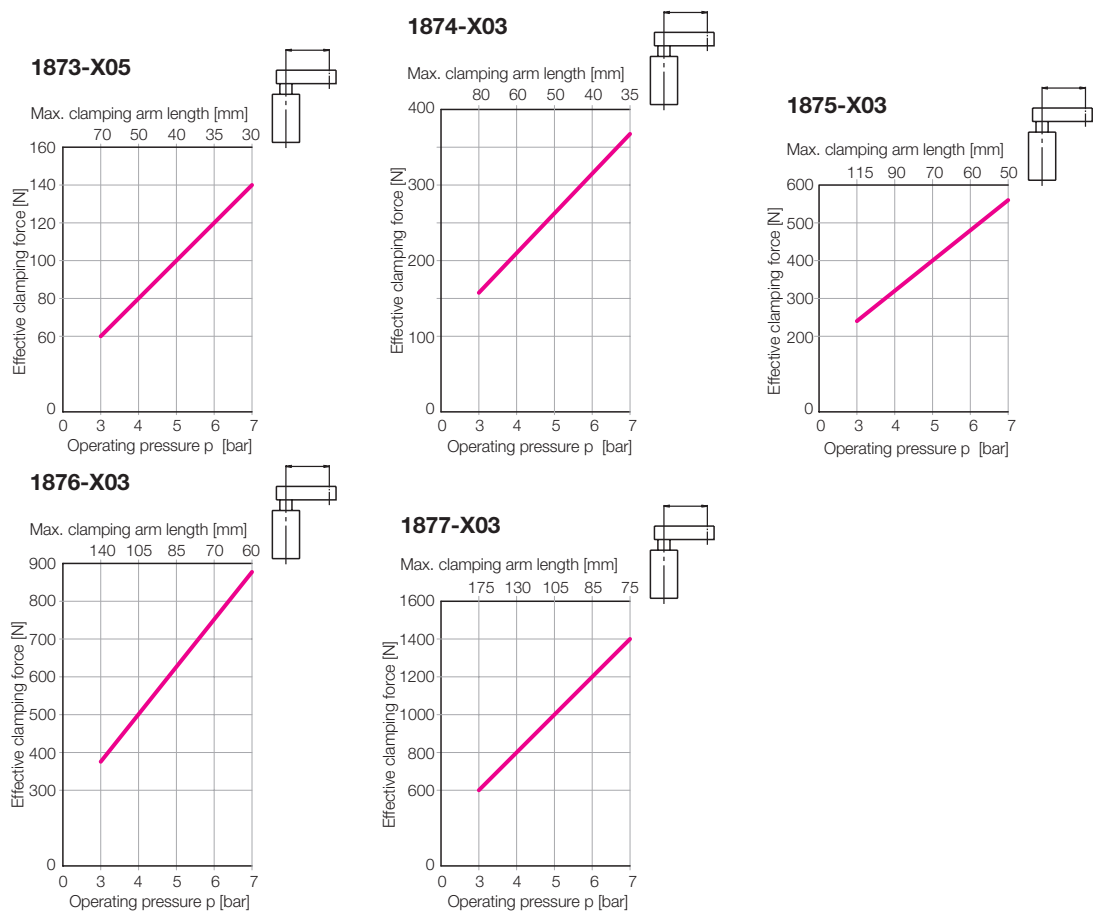 1873-X05
Max. clamping arm length [mm]
70 50 40 35 30
160
140
120
100
80
60
0
Effective clamping force [N]
0 3 4 5 6 7
Operating pressure p [bar]
1874-X03
Max. clamping arm length [mm]
80 60 50 40 35
400
300
200
100
0
Effective clamping force [N]
0 3 4 5 6 7
Operating pressure p [bar]
1875-X03
Max. clamping arm length [mm]
115 90 70 60 50
600
500
400
300
200
0
Effective clamping force [N]
0 3 4 5 6 7
Operating pressure p [bar]
1876-X03
Max. clamping arm length [mm]
140 105 85 70 60
900
800
700
600
500
400
300
0
Effective clamping force [N]
0 3 4 5 6 7
Operating pressure p [bar]
1877-X03
Max. clamping arm length [mm]
175 130 105 85 75
1600
1400
1200
1000
800
600
0
Effective clamping force [N]
0 3 4 5 6 7
Operating pressure p [bar]